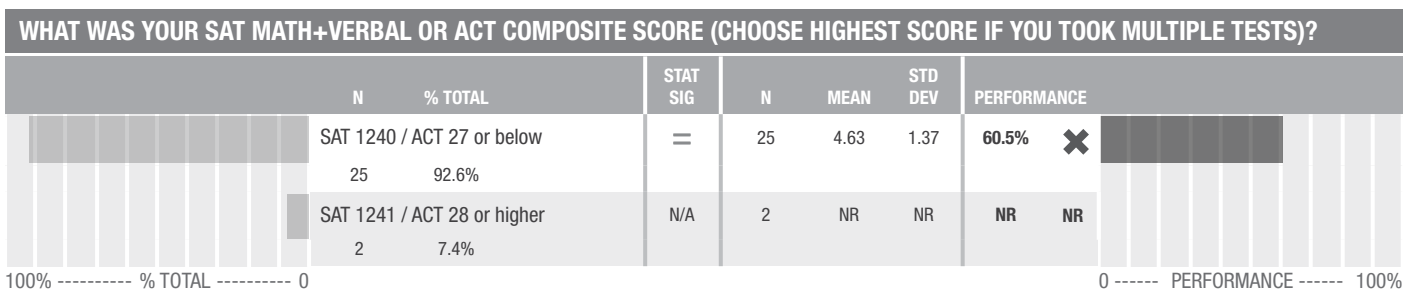 WHAT WAS YOUR SAT MATH+VERBAL OR ACT COMPOSITE SCORE (CHOOSE HIGHEST SCORE IF YOU TOOK MULTIPLE TESTS)?
N % TOTAL STAT SIG N MEAN STD DEV PERFORMANCE
SAT 1240 / ACT 27 or below = 25 4.63 1.37 60.5% ✖
25 92.6%
SAT 1241 / ACT 28 or higher N/A 2 NR NR NR NR
2 7.4%
100% ---------- % TOTAL ---------- 0 0 ------ PERFORMANCE ------ 100%